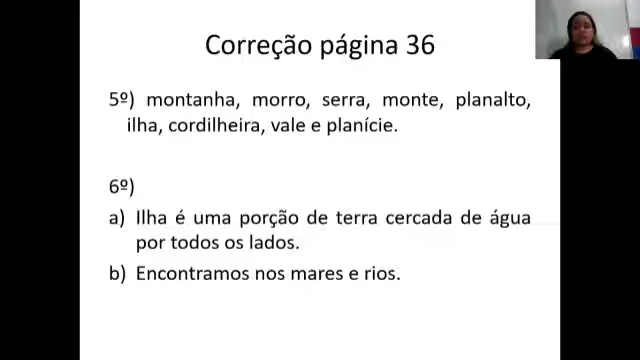 Correção página 36
5º) montanha, morro, serra, monte, planalto,
ilha, cordilheira, vale e planície.
6º)
a) Ilha é uma porção de terra cercada de água
por todos os lados.
b) Encontramos nos mares e rios.